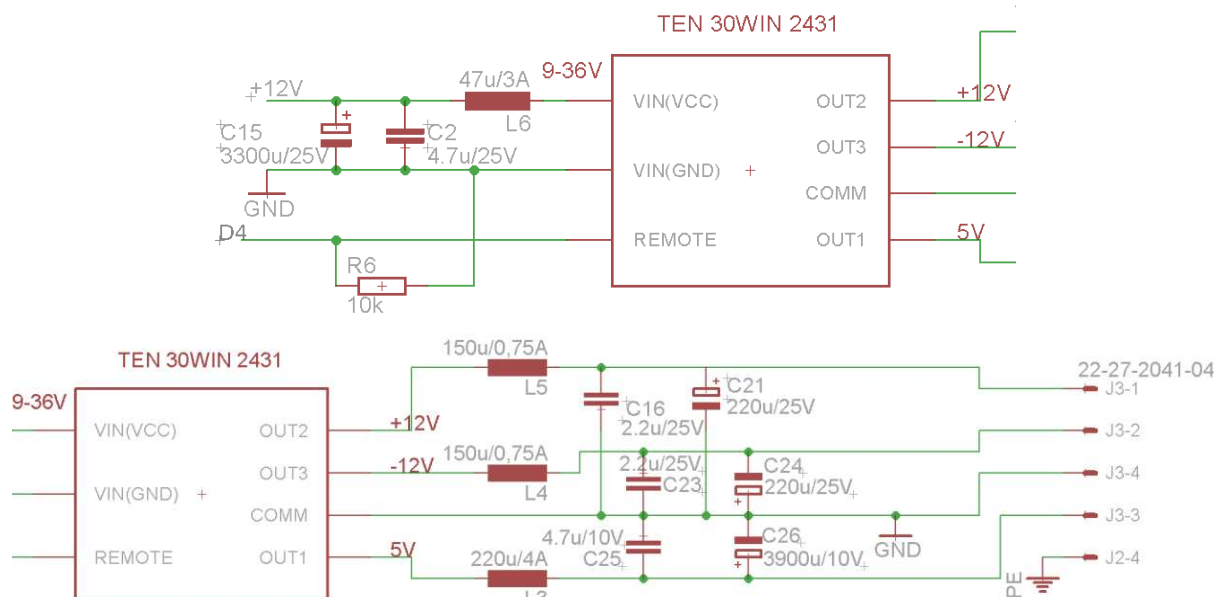 TEN 30WIN 2431
9-36V
47u/3A
+12V
VIN(VCC)
OUT2
+12V
L6
C15
C2
3300u/25V
4.7u/25V
OUT3
-12V
VIN(GND)
COMM
GND
D4
REMOTE
OUT1
5V
R6
10k
150u/0,75A
TEN 30WIN 2431
22-27-2041-04
L5
J3-1
9-36V
C21
C16
220u/25V
+12V
VIN(VCC)
OUT2
2.2u/25V
J3-2
150u/0,75A
-12V
2.2u/25V
C24
OUT3
J3-4
C23
220u/25V
VIN(GND)
L4
COMM
J3-3
4.7u/10V
C26
GND
5V
C25
3900u/10V
REMOTE
OUT1
220u/4A
J2-4
PE